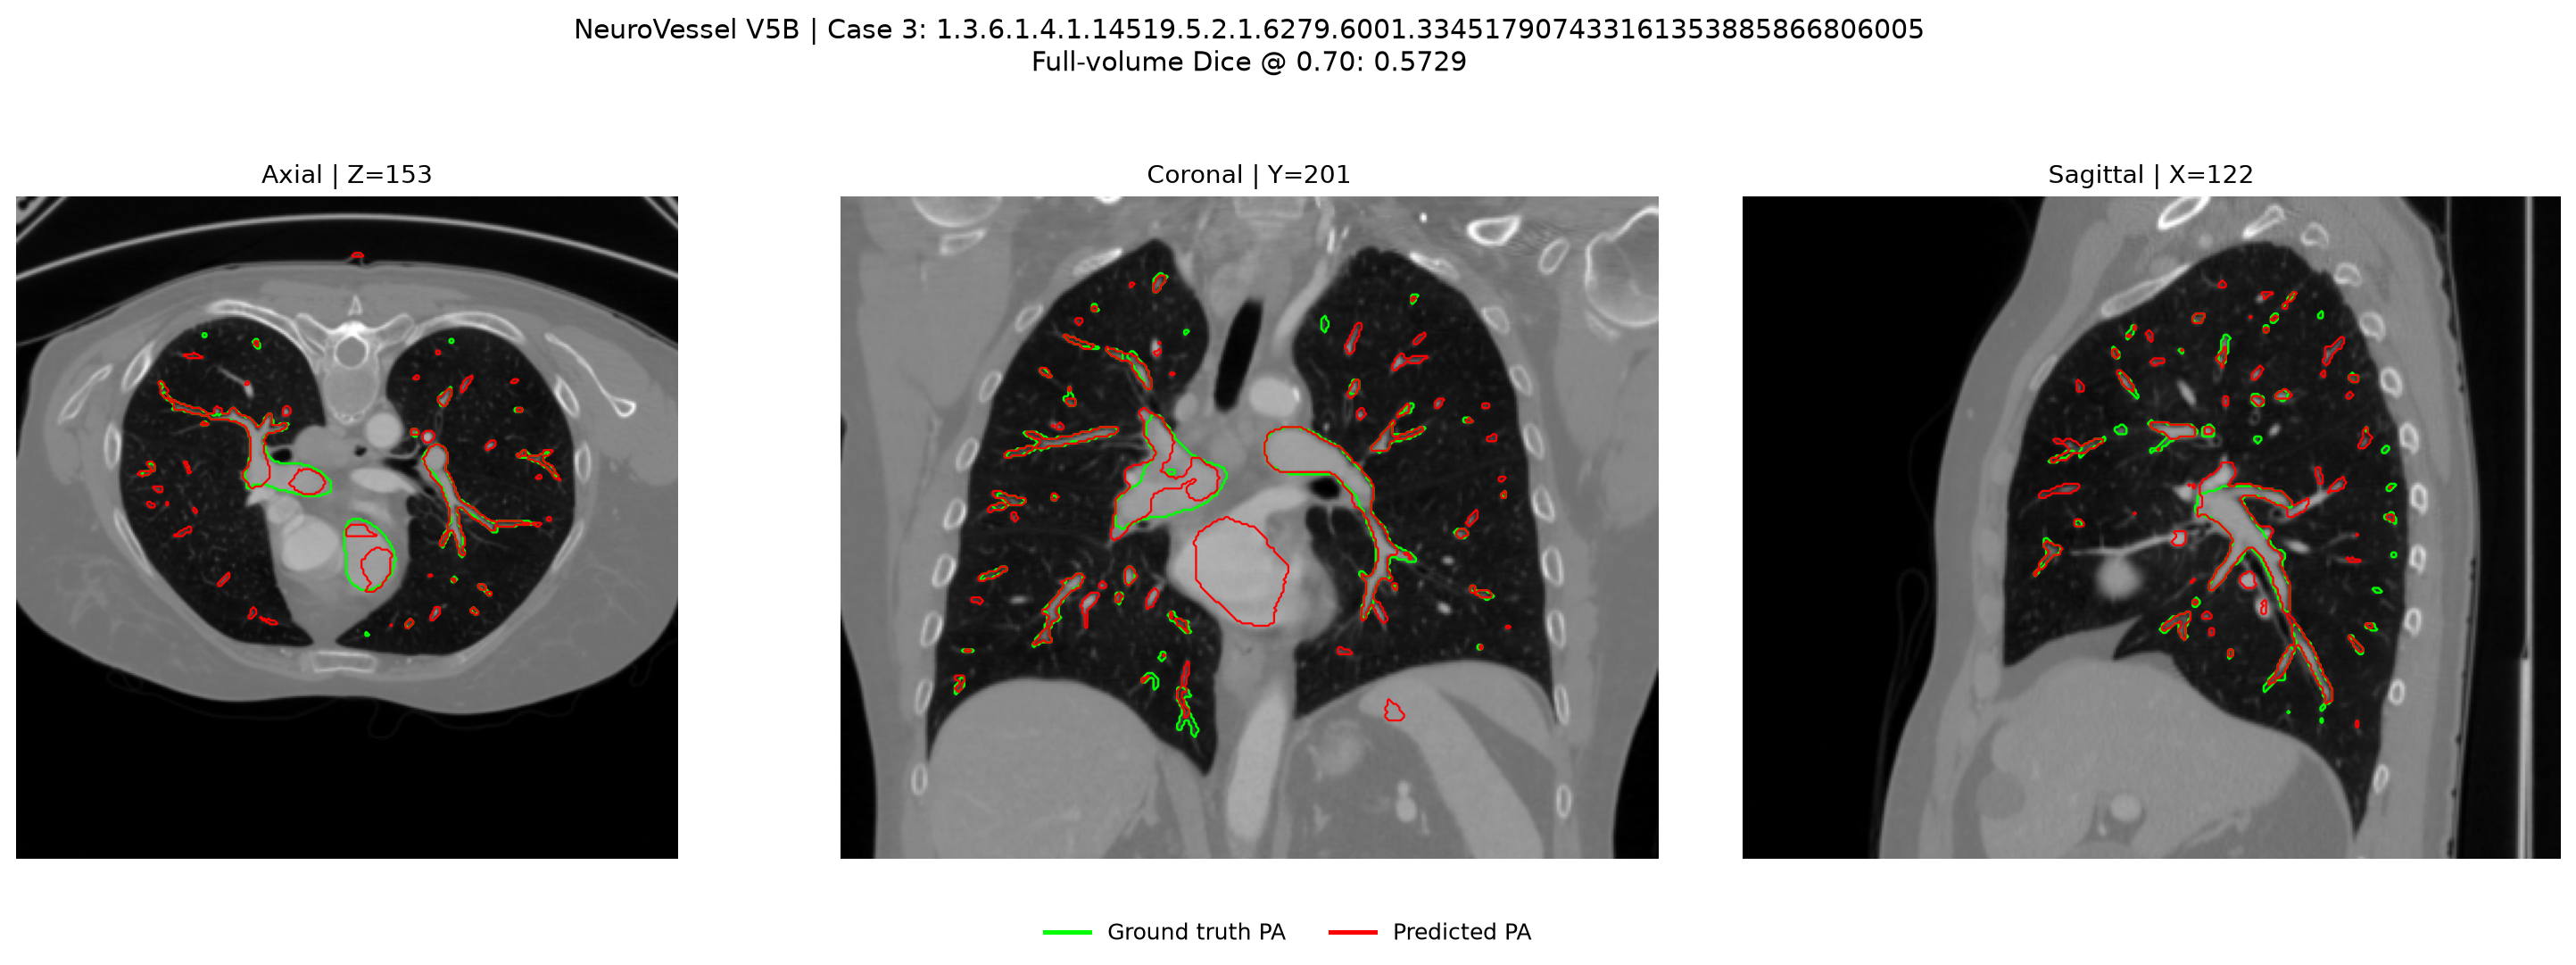 NeuroVessel V5B | Case 3: 1.3.6.1.4.1.14519.5.2.1.6279.6001.334517907433161353885866806005
Full-volume Dice @ 0.70: 0.5729
Axial | Z=153
Coronal | Y=201
Sagittal | X=122
Ground truth PA
Predicted PA